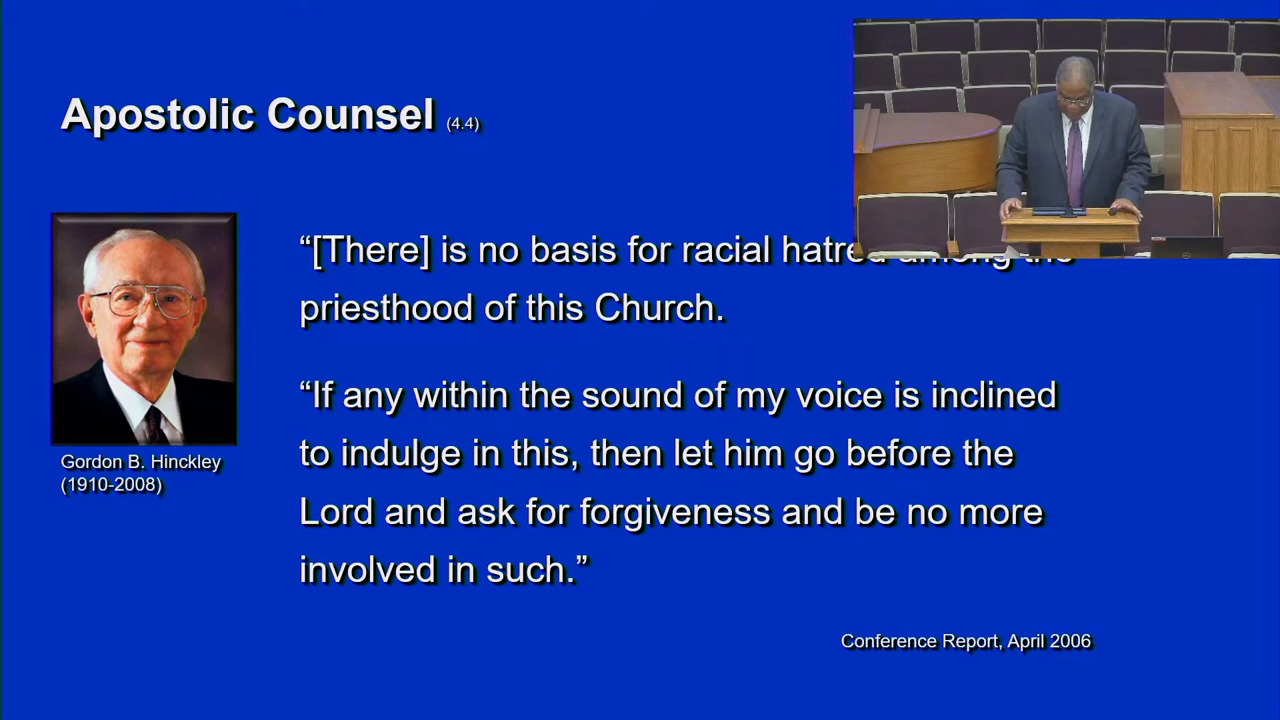 Apostolic Counsel (4.4)
“[There] is no basis for racial hatred among the
priesthood of this Church.
“If any within the sound of my voice is inclined
to indulge in this, then let him go before the
Lord and ask for forgiveness and be no more
involved in such.”
Gordon B. Hinckley
(1910-2008)
Conference Report, April 2006